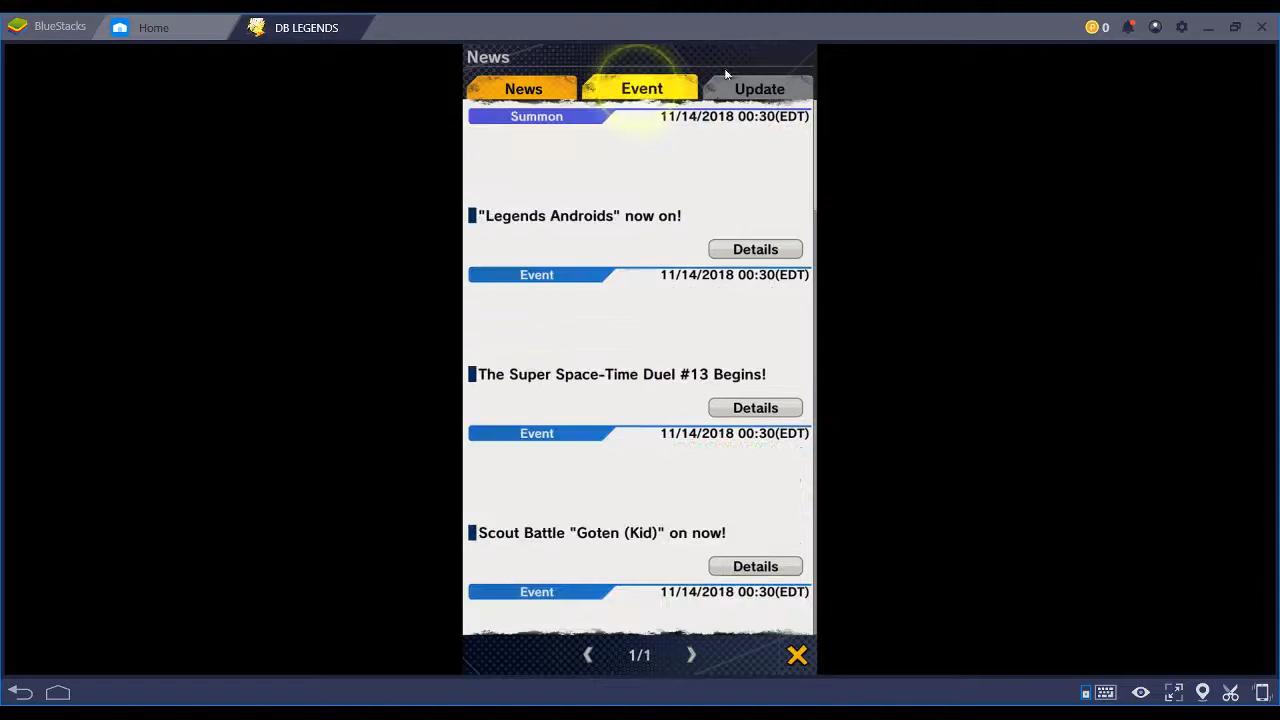 BlueStacks
Home
DB LEGENDS
0
News
News
Event
Update
Summon
11/14/2018 00:30(EDT)
"Legends Androids" now on!
Details
Event
11/14/2018 00:30(EDT)
The Super Space-Time Duel #13 Begins!
Details
Event
11/14/2018 00:30(EDT)
Scout Battle "Goten (Kid)" on now!
Details
Event
11/14/2018 00:30(EDT)
1/1